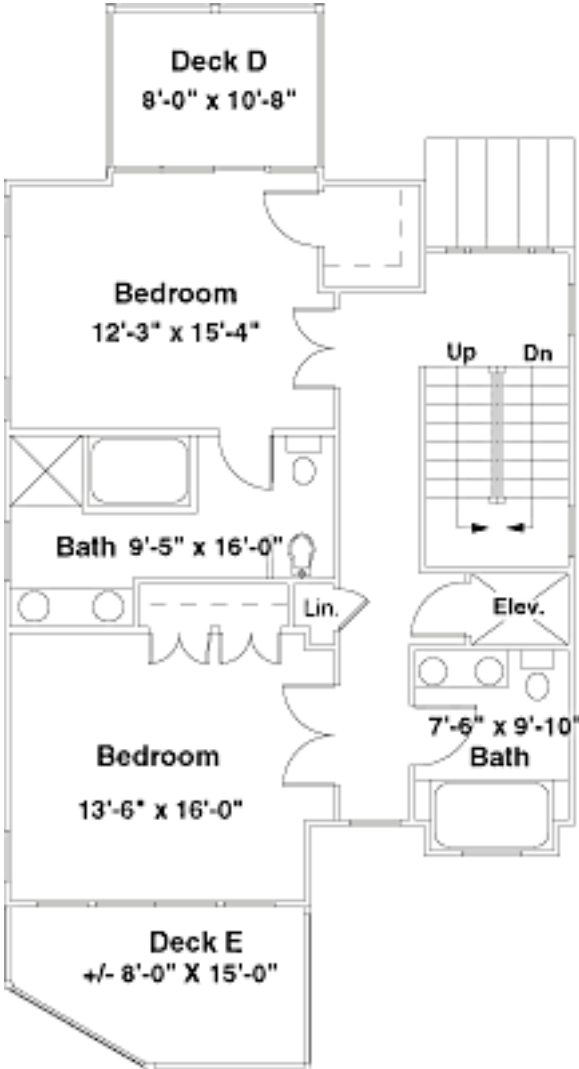 Deck D
8'-0" x 10'-8"
Bedroom
12'-3" x 15'-4"
Up Dn
Bath 9'-5" x 16'-0"
Lin.
Elev.
7'-6" x 9'-10"
Bath
Bedroom
13'-6" x 16'-0"
Deck E
+/- 8'-0" X 15'-0"